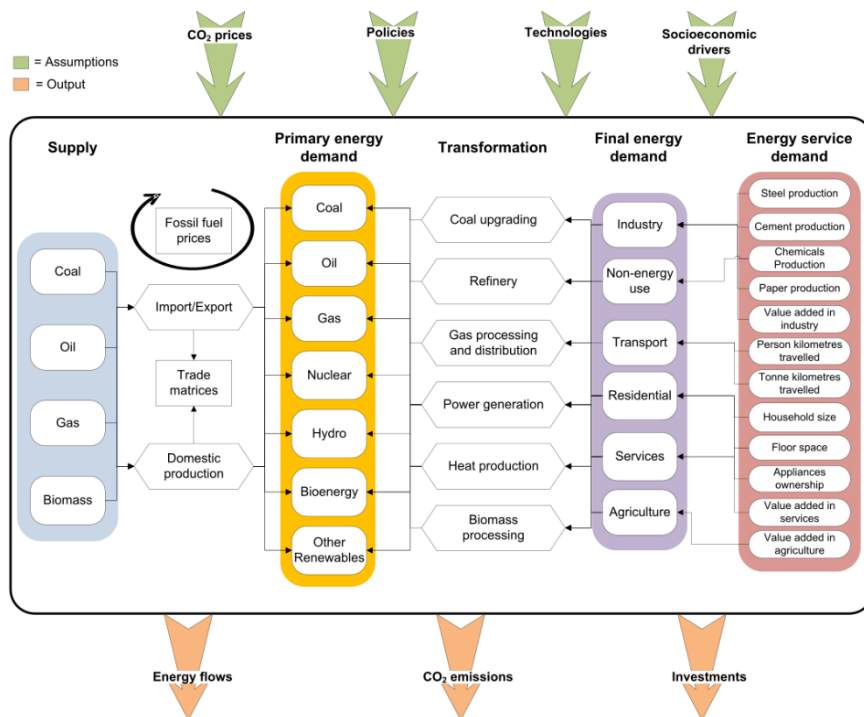 CO₂ prices
Policies
Technologies
Socioeconomic
drivers
= Assumptions
= Output
Supply
Primary energy
demand
Transformation
Final energy
demand
Energy service
demand
Fossil fuel
prices
Coal
Oil
Gas
Biomass
Import/Export
Trade
matrices
Domestic
production
Coal
Oil
Gas
Nuclear
Hydro
Bioenergy
Other
Renewables
Coal upgrading
Refinery
Gas processing
and distribution
Power generation
Heat production
Biomass
processing
Industry
Non-energy
use
Transport
Residential
Services
Agriculture
Steel production
Cement production
Chemicals
Production
Paper production
Value added in
industry
Person kilometres
travelled
Tonne kilometres
travelled
Household size
Floor space
Appliances
ownership
Value added in
services
Value added in
agriculture
Energy flows
CO₂ emissions
Investments